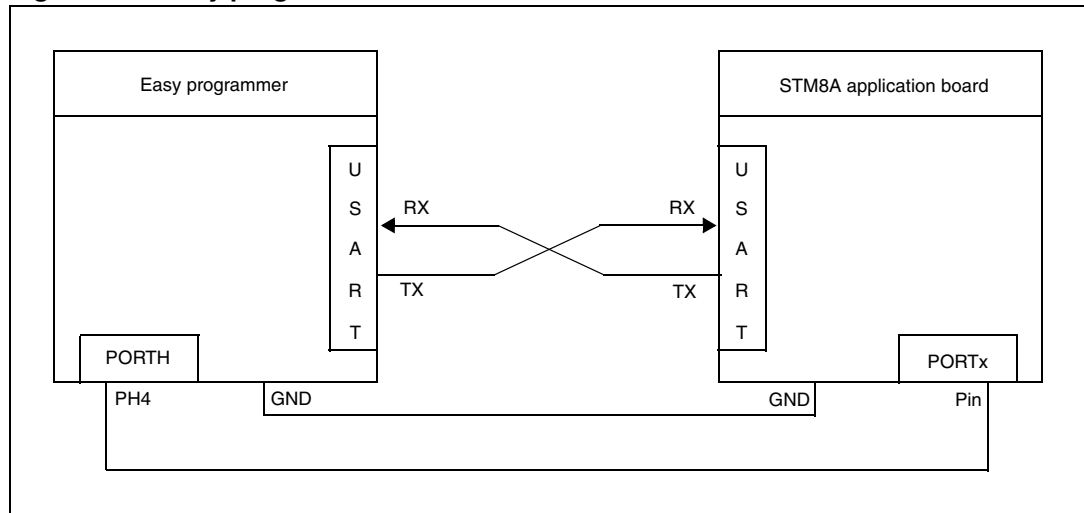 Easy programmer
STM8A application board
U
S
A
R
T
U
S
A
R
T
RX
RX
TX
TX
PORTH
PORTx
PH4
GND
GND
Pin